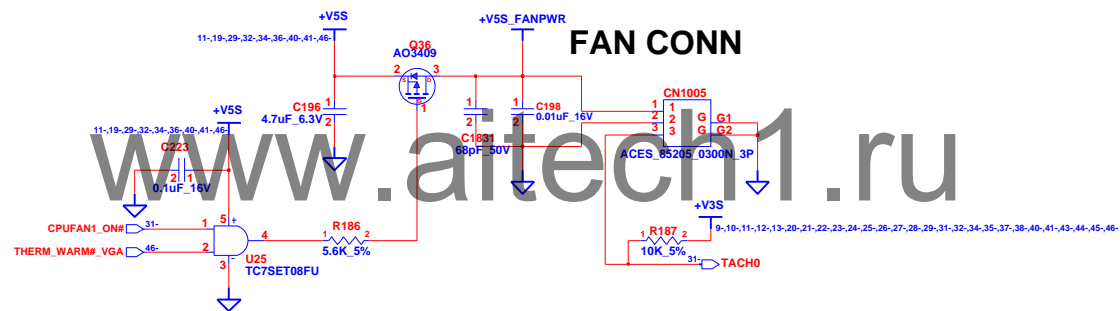 +V5S
+V5S_FANPWR
FAN CONN
11-,19-,29-,32-,34-,36-,40-,41-,46-
Q36
AO3409
2
3
S
D
G
1
CN1005
C196
4.7uF_6.3V
1
2
1
2
C1831
68pF_50V
1
2
C198
0.01uF_16V
1
2
3
1
2
3
G
G
G1
G2
ACES_85205_0300N_3P
+V5S
11-,19-,29-,32-,34-,36-,40-,41-,46-
C223
2
1
0.1uF_16V
www.aitech1.ru
+V3S
9-,10-,11-,12-,13-,20-,21-,22-,23-,24-,25-,26-,27-,28-,29-,31-,32-,34-,35-,37-,38-,40-,41-,43-,44-,45-,46-
CPUFAN1_ON#
31-
1
5
+
THERM_WARM#_VGA
46-
2
4
3
-
U25
TC7SET08FU
R186
1
2
5.6K_5%
R187
1
2
10K_5%
31-
TACH0